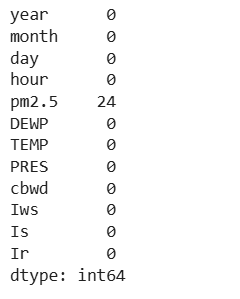 year 0
month 0
day 0
hour 0
pm2.5 24
DEWP 0
TEMP 0
PRES 0
cbwd 0
Iws 0
Is 0
Ir 0
dtype: int64